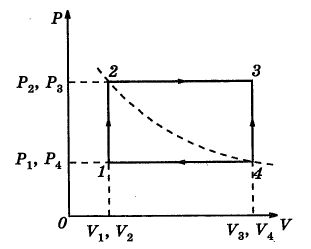 P
2
3
P₂, P₃
P₁, P₄
1
4
0
V₁, V₂
V₃, V₄
V